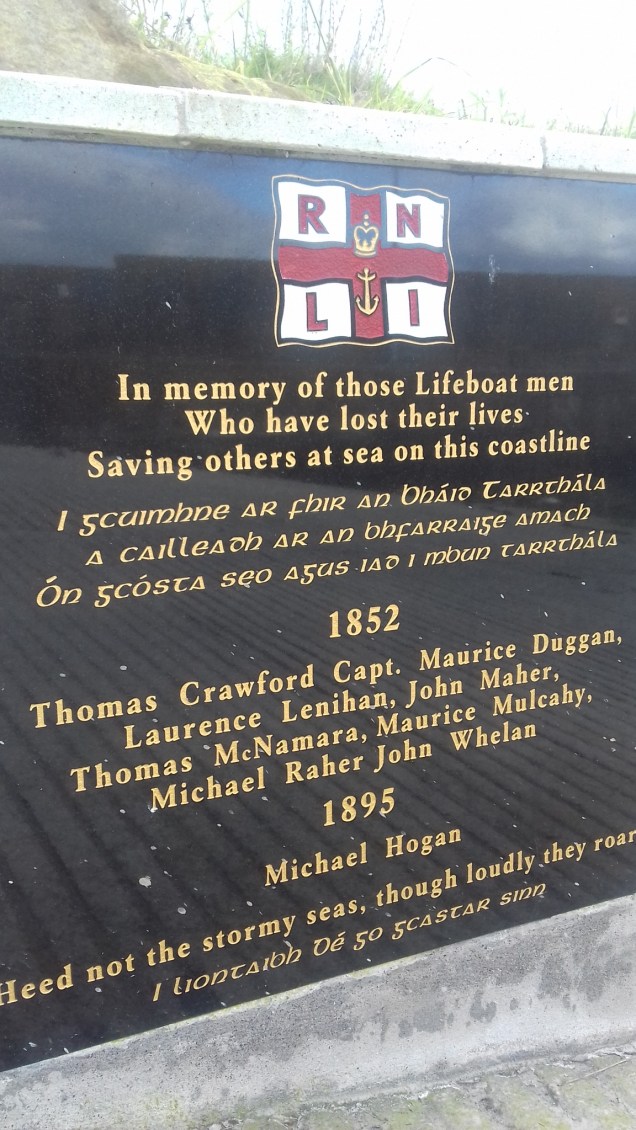 R N
L I
In memory of those Lifeboat men
Who have lost their lives
Saving others at sea on this coastline
I gcuimhne ar fhir an Bháid Tarrthála
a cailleadh ar an bhfarraige amach
Ón gcósta seo agus iad i mbun tarrthála
1852
Thomas Crawford Capt. Maurice Duggan,
Laurence Lenihan, John Maher,
Thomas McNamara, Maurice Mulcahy,
Michael Raher John Whelan
1895
Michael Hogan
Heed not the stormy seas, though loudly they roar
I líontaibh Dé go gcastar sinn